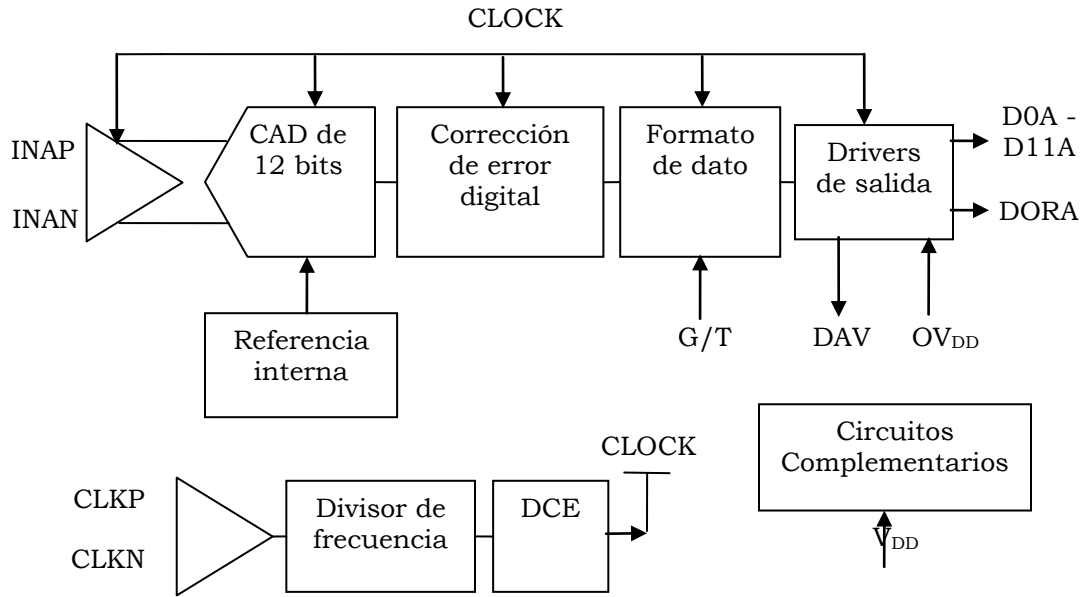 CLOCK
INAP
INAN
CAD de
12 bits
Corrección
de error
digital
Formato
de dato
Drivers
de salida
D0A -
D11A
DORA
Referencia
interna
G/T
DAV
OVDD
CLOCK
Circuitos
Complementarios
VDD
CLKP
CLKN
Divisor de
frecuencia
DCE